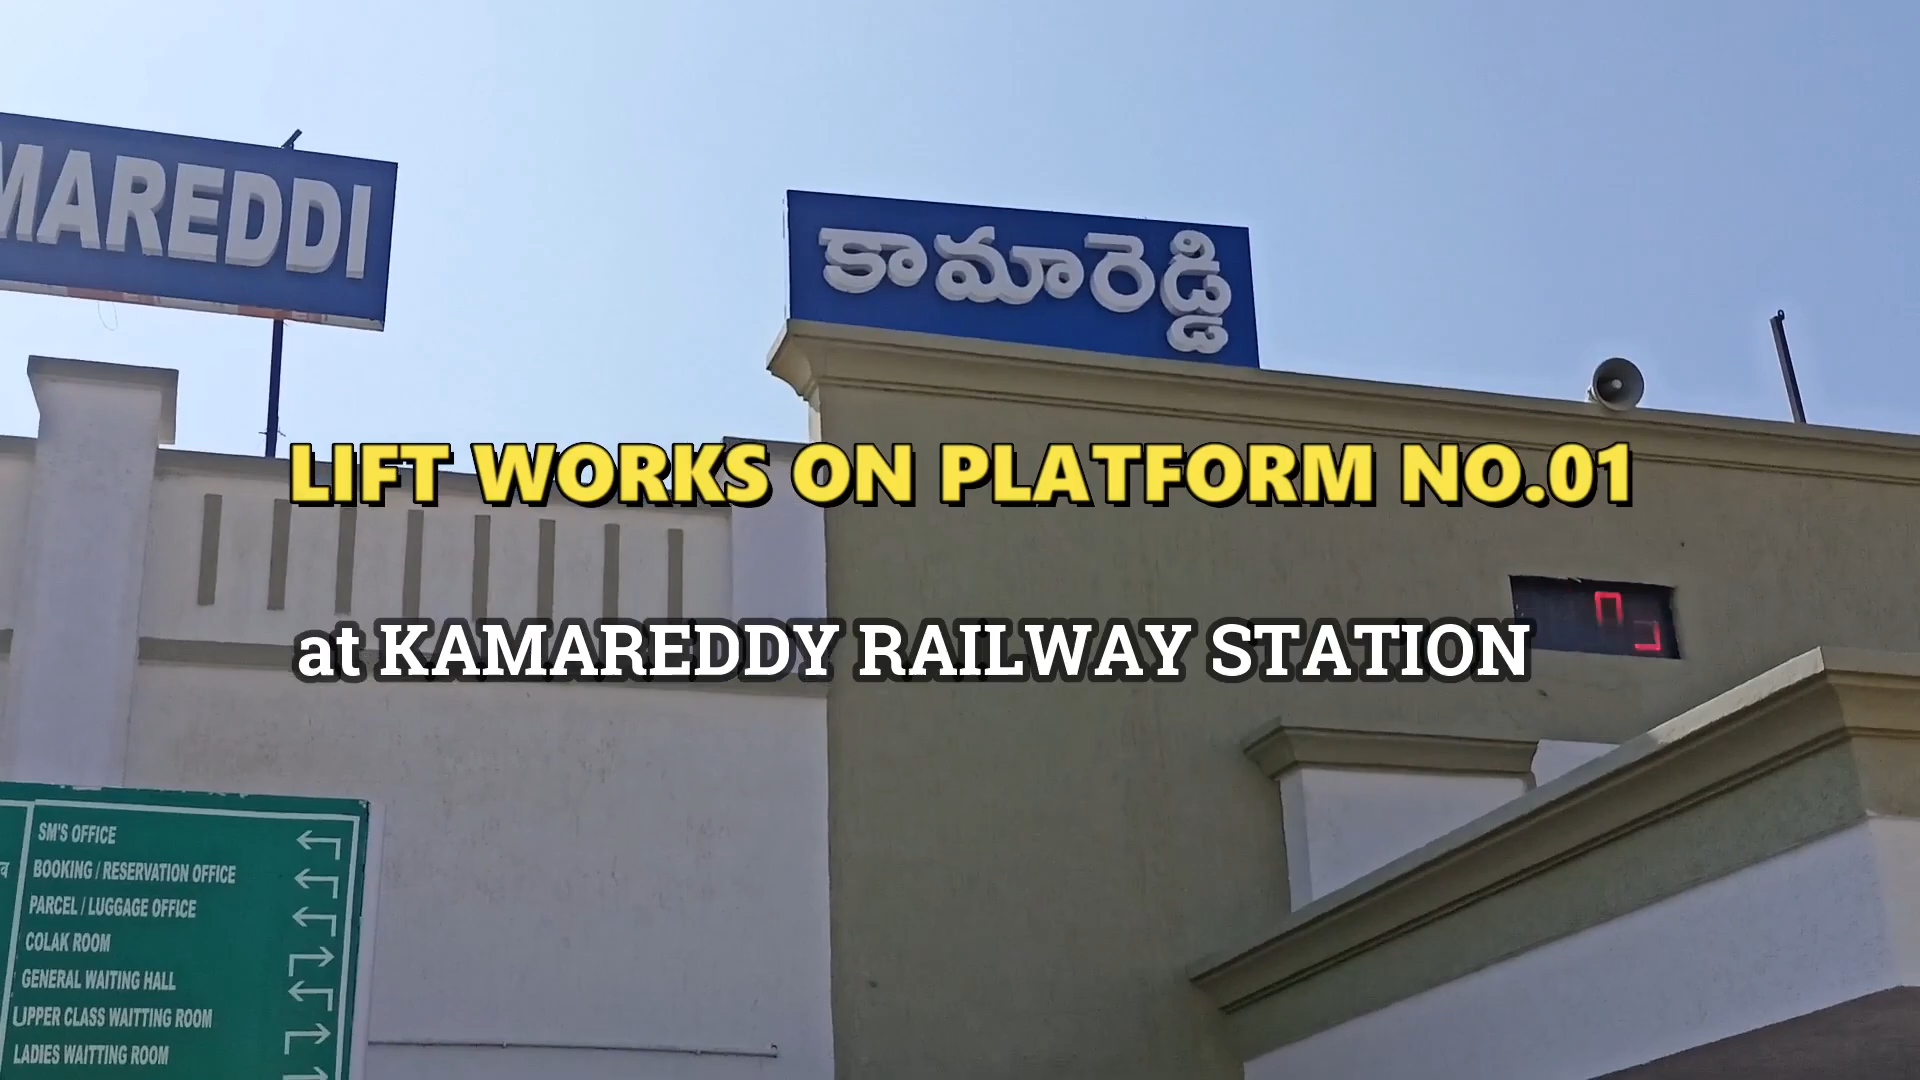 MAREDDI
కామారెడ్డి
LIFT WORKS ON PLATFORM NO.01
at KAMAREDDY RAILWAY STATION
SM'S OFFICE
BOOKING / RESERVATION OFFICE
PARCEL / LUGGAGE OFFICE
COLAK ROOM
GENERAL WAITING HALL
UPPER CLASS WAITTING ROOM
LADIES WAITTING ROOM